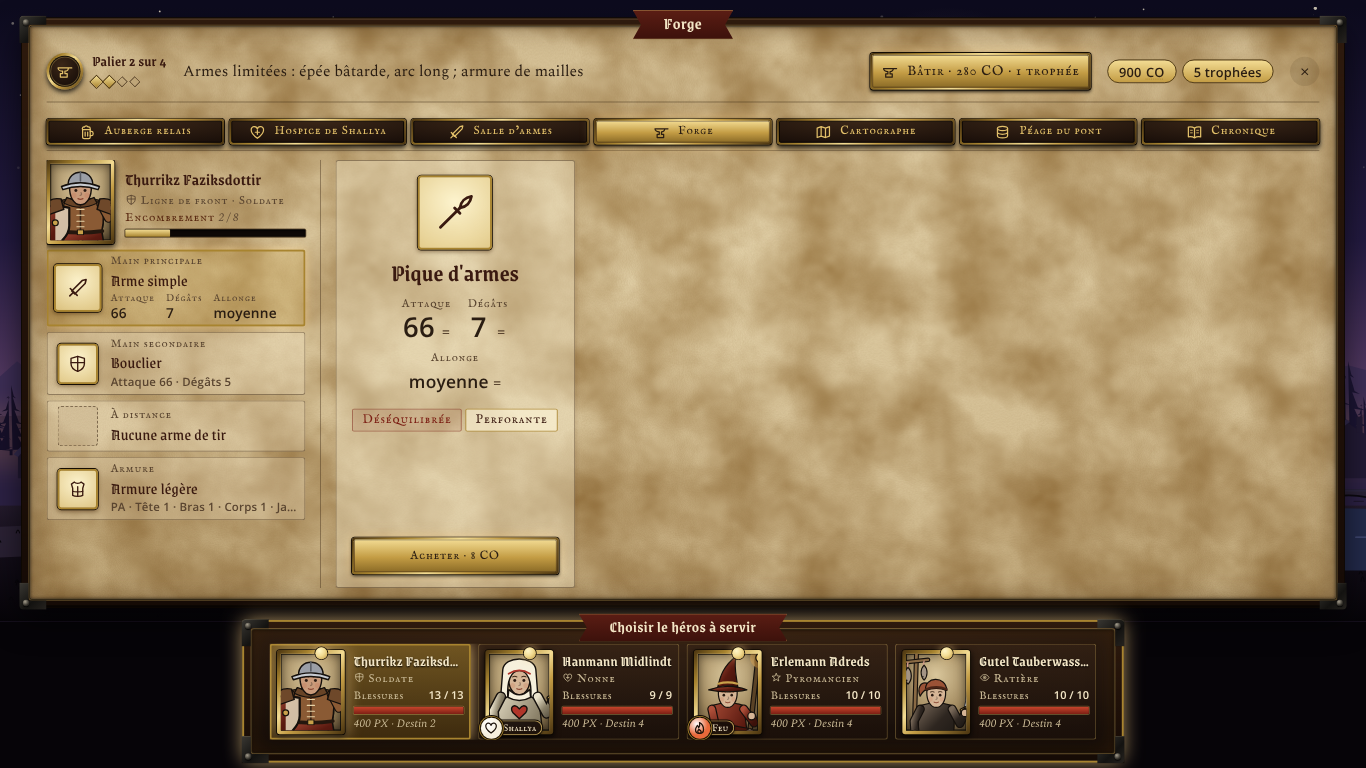 Forge
Palier 2 sur 4
Armes limitées : épée bâtarde, arc long ; armure de mailles
Bâtir · 280 CO · 1 trophée
900 CO
5 trophées
×
Auberge relais
Hospice de Shallya
Salle d'armes
Forge
Cartographe
Péage du pont
Chronique
Thurrikz Faziksdottir
Ligne de front · Soldate
Encombrement 2/8
Main principale
Arme simple
Attaque Dégâts Allonge
66 7 moyenne
Main secondaire
Bouclier
Attaque 66 · Dégâts 5
À distance
Aucune arme de tir
Armure
Armure légère
PA · Tête 1 · Bras 1 · Corps 1 · Ja...
Pique d'armes
Attaque Dégâts
66 = 7 =
Allonge
moyenne =
Déséquilibrée Perforante
Acheter · 8 CO
Choisir le héros à servir
Thurrikz Faziksd...
Soldate
Blessures 13 / 13
400 PX · Destin 2
Hanmann Midlindt
Nonne
Blessures 9 / 9
400 PX · Destin 4
Shallya
Erlemann Adreds
Pyromancien
Blessures 10 / 10
400 PX · Destin 4
Feu
Gutel Tauberwass...
Ratière
Blessures 10 / 10
400 PX · Destin 4